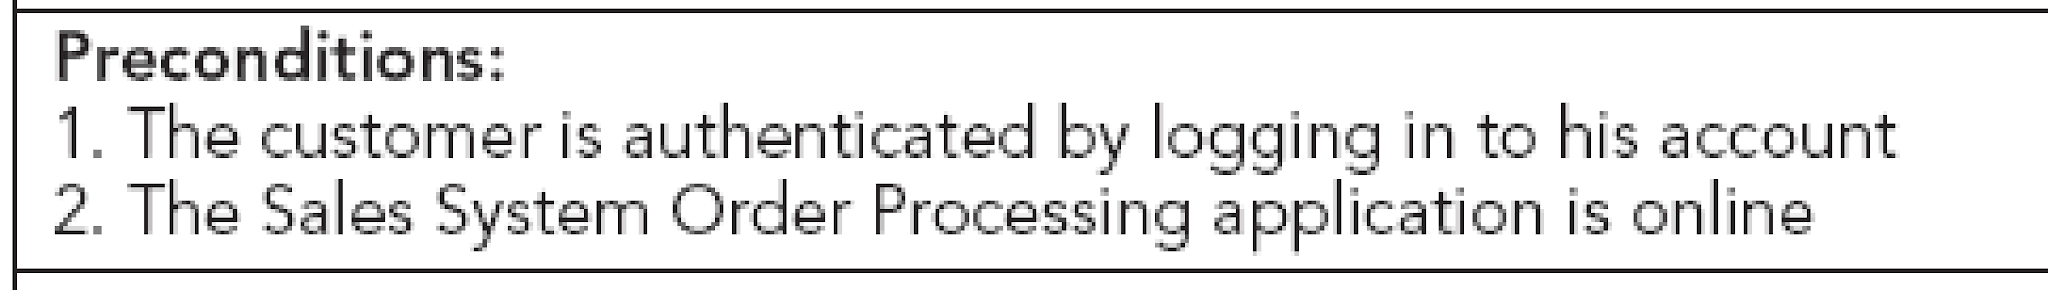 Preconditions:
1. The customer is authenticated by logging in to his account
2. The Sales System Order Processing application is online